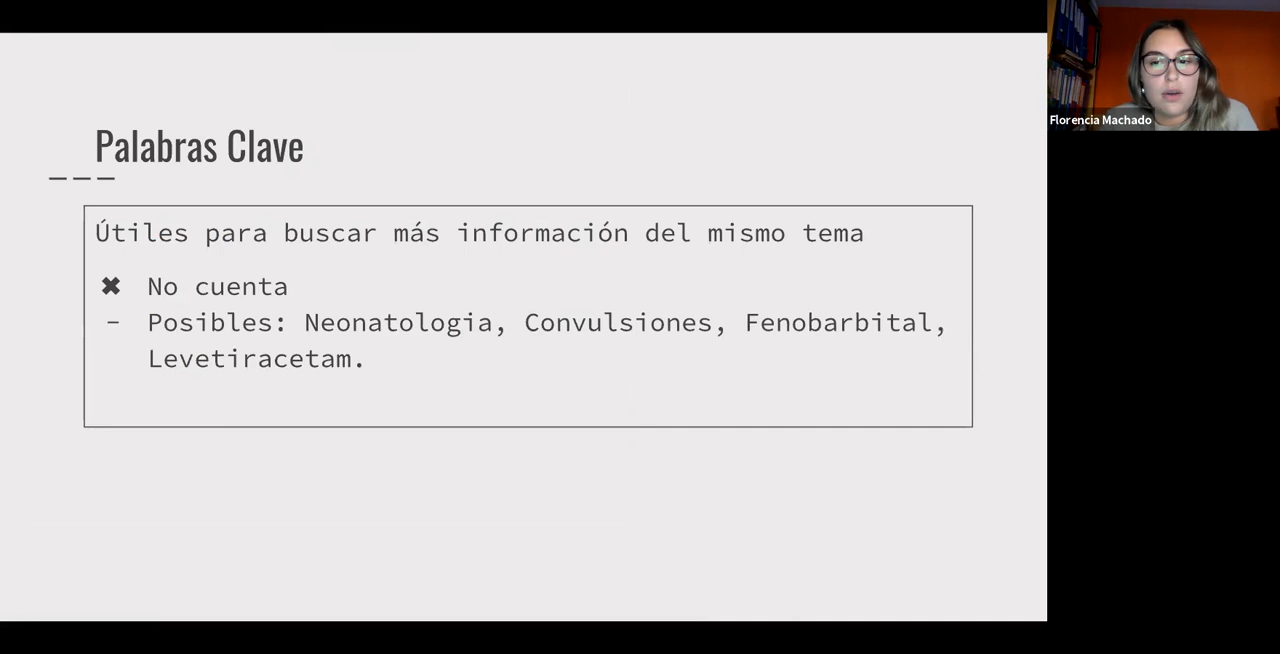 Palabras Clave
Útiles para buscar más información del mismo tema
✖ No cuenta
- Posibles: Neonatologia, Convulsiones, Fenobarbital,
Levetiracetam.
Florencia Machado